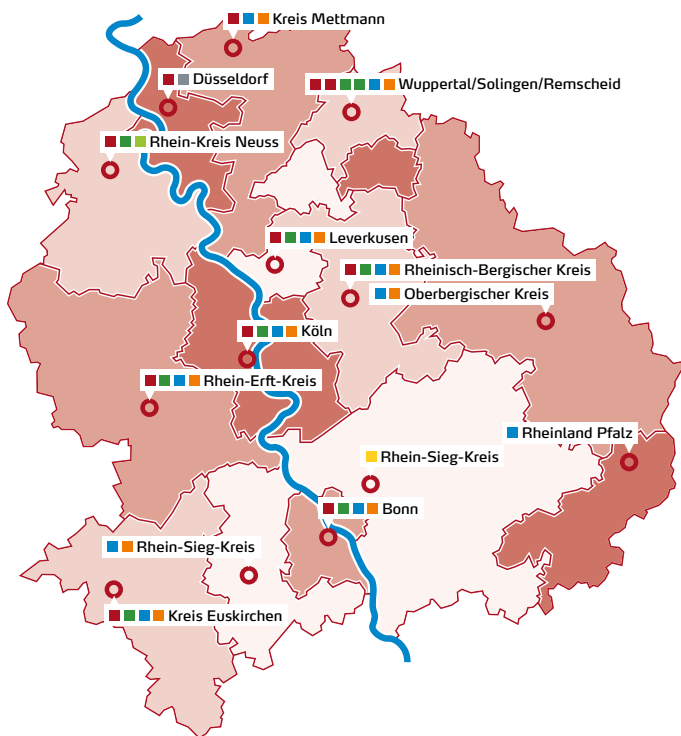 Kreis Mettmann
Düsseldorf
Wuppertal/Solingen/Remscheid
Rhein-Kreis Neuss
Leverkusen
Rheinisch-Bergischer Kreis
Oberbergischer Kreis
Köln
Rhein-Erft-Kreis
Rheinland Pfalz
Rhein-Sieg-Kreis
Bonn
Rhein-Sieg-Kreis
Kreis Euskirchen